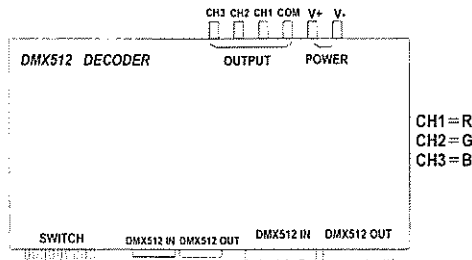 CH3 CH2 CH1 COM V+ V-
DMX512 DECODER
OUTPUT
POWER
CH1=R
CH2=G
CH3=B
SWITCH
DMX512 IN
DMX512 OUT
DMX512 IN
DMX512 OUT